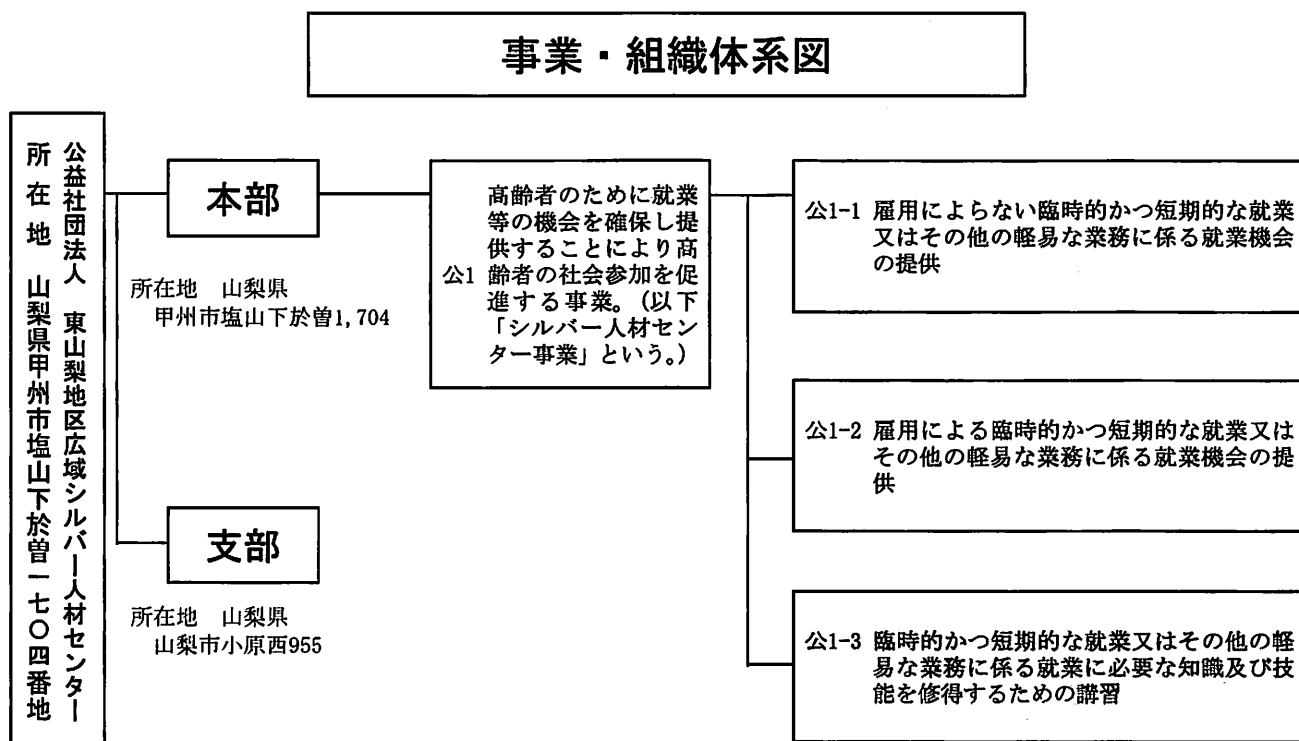 事業・組織体系図
公益社団法人　東山梨地区広域シルバー人材センター
所在地　山梨県甲州市塩山下於曽一七〇四番地
本部
所在地　山梨県
甲州市塩山下於曽1,704
支部
所在地　山梨県
山梨市小原西955
公1
高齢者のために就業
等の機会を確保し提
供することにより高
齢者の社会参加を促
進する事業。（以下
「シルバー人材セン
ター事業」という。）
公1-1 雇用によらない臨時的かつ短期的な就業
又はその他の軽易な業務に係る就業機会
の提供
公1-2 雇用による臨時的かつ短期的な就業又は
その他の軽易な業務に係る就業機会の提
供
公1-3 臨時的かつ短期的な就業又はその他の軽
易な業務に係る就業に必要な知識及び技
能を修得するための講習